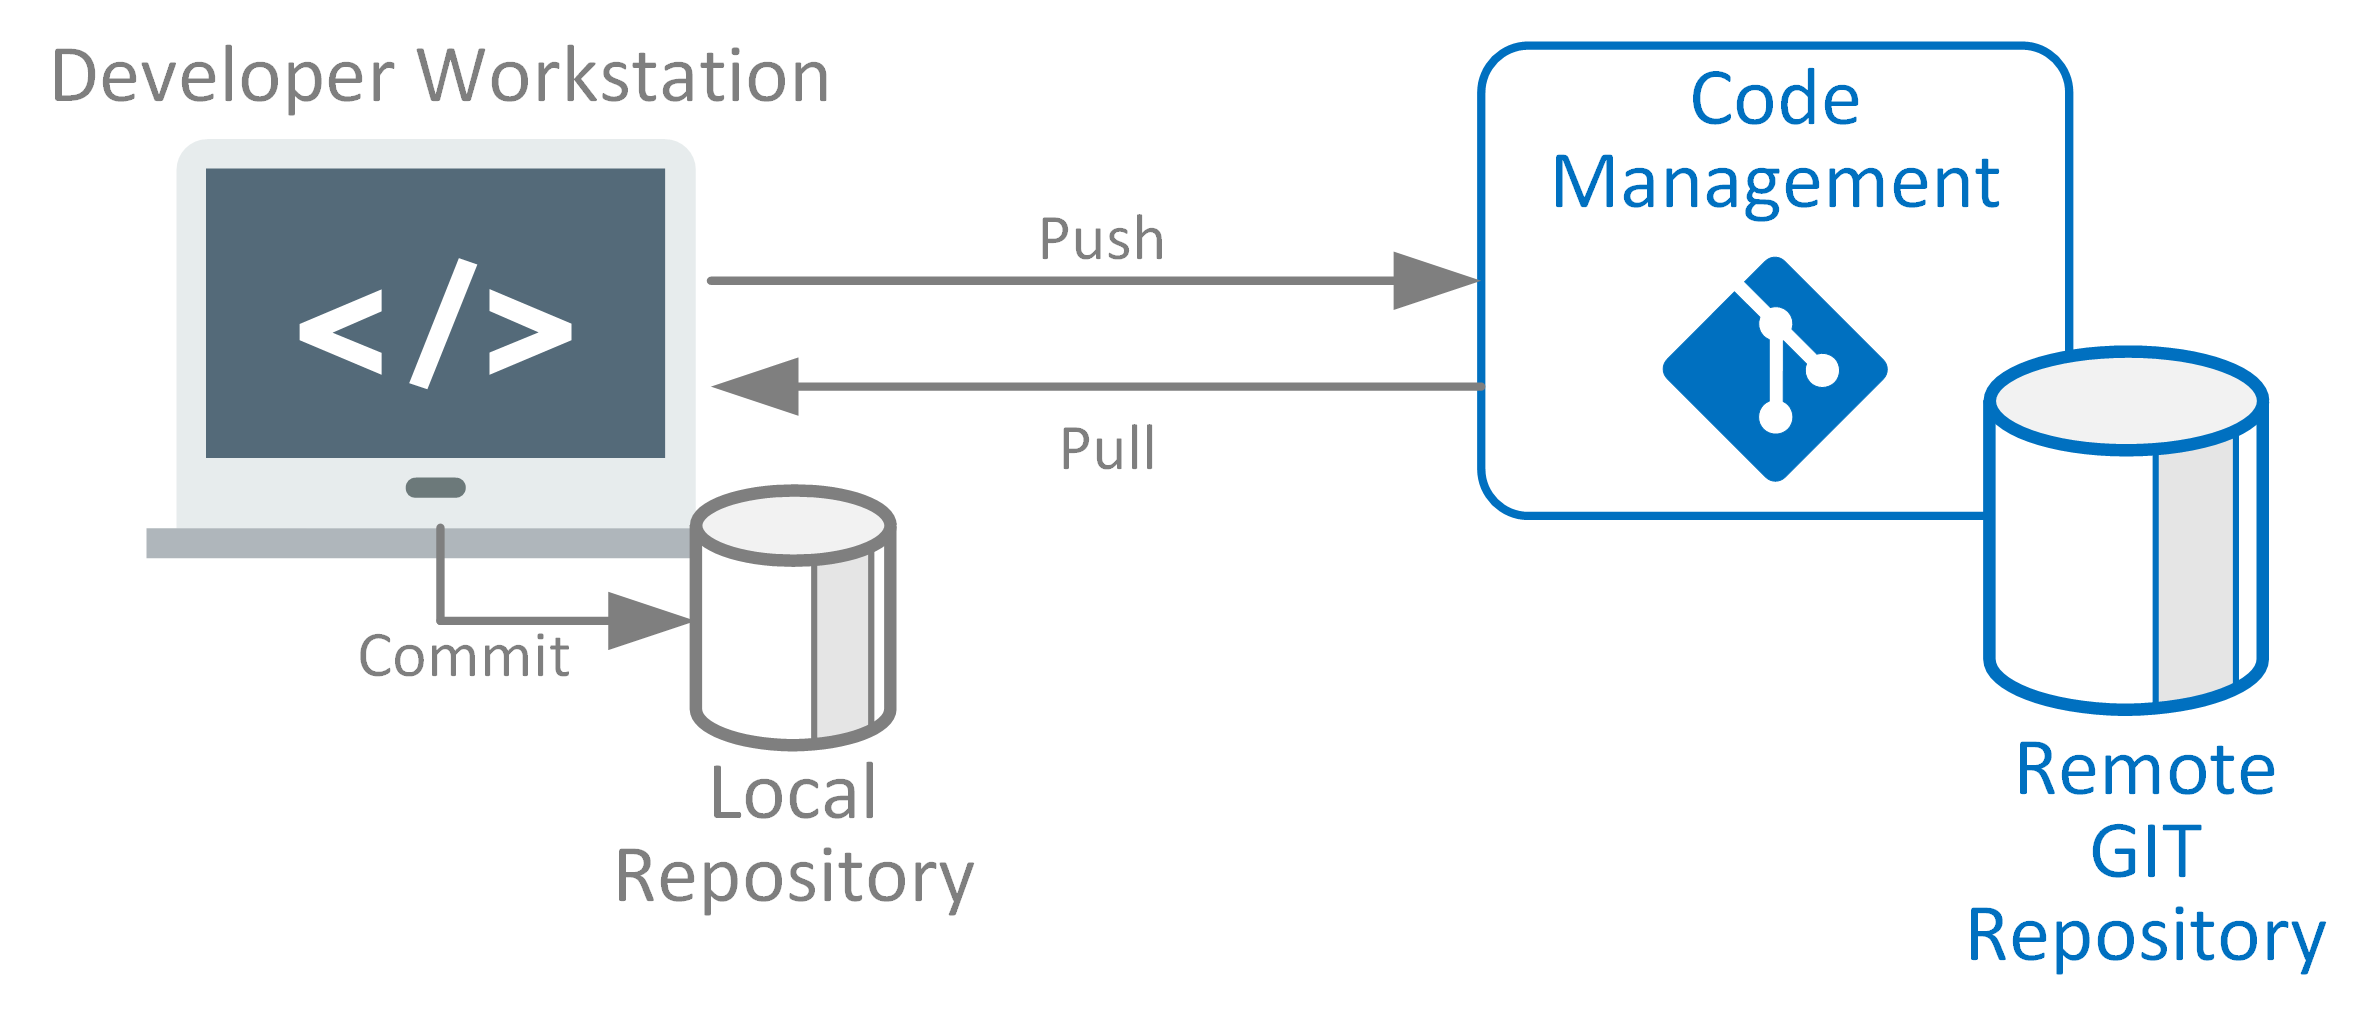 Developer Workstation
</>
Push
Pull
Commit
Local
Repository
Code
Management
Remote
GIT
Repository